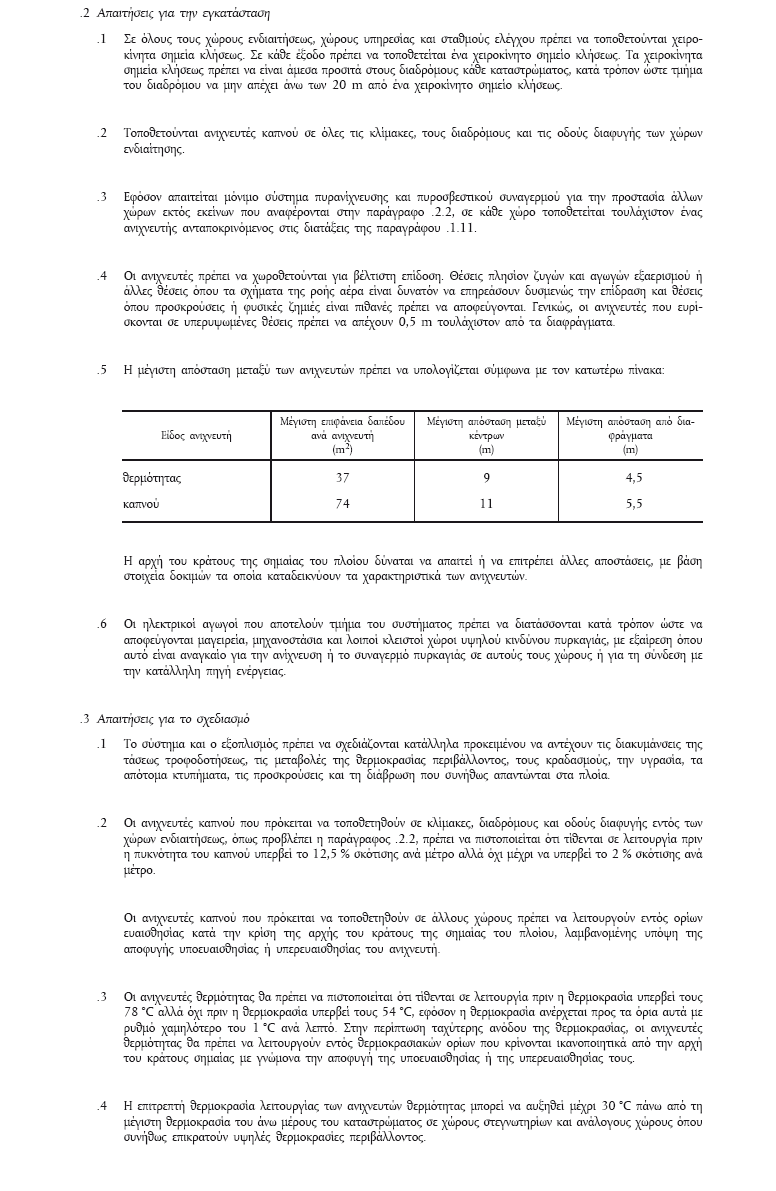 .2 Απαιτήσεις για την εγκατάσταση
.1 Σε όλους τους χώρους ενδιαιτήσεως, χώρους υπηρεσίας και σταθμούς ελέγχου πρέπει να τοποθετούνται χειρο-
κίνητα σημεία κλήσεως. Σε κάθε έξοδο πρέπει να τοποθετείται ένα χειροκίνητο σημείο κλήσεως. Τα χειροκίνητα
σημεία κλήσεως πρέπει να είναι άμεσα προσιτά στους διαδρόμους κάθε καταστρώματος, κατά τρόπον ώστε τμήμα
του διαδρόμου να μην απέχει άνω των 20 m από ένα χειροκίνητο σημείο κλήσεως.
.2 Τοποθετούνται ανιχνευτές καπνού σε όλες τις κλίμακες, τους διαδρόμους και τις οδούς διαφυγής των χώρων
ενδιαίτησης.
.3 Εφόσον απαιτείται μόνιμο σύστημα πυρανίχνευσης και πυροσβεστικού συναγερμού για την προστασία άλλων
χώρων εκτός εκείνων που αναφέρονται στην παράγραφο .2.2, σε κάθε χώρο τοποθετείται τουλάχιστον ένας
ανιχνευτής ανταποκρινόμενος στις διατάξεις της παραγράφου .1.11.
.4 Οι ανιχνευτές πρέπει να χωροθετούνται για βέλτιστη επίδοση. Θέσεις πλησίον ζυγών και αγωγών εξαερισμού ή
άλλες θέσεις όπου τα σχήματα της ροής αέρα είναι δυνατόν να επηρεάσουν δυσμενώς την επίδραση και θέσεις
όπου προσκρούσεις ή φυσικές ζημιές είναι πιθανές πρέπει να αποφεύγονται. Γενικώς, οι ανιχνευτές που ευρί-
σκονται σε υπερυψωμένες θέσεις πρέπει να απέχουν 0,5 m τουλάχιστον από τα διαφράγματα.
.5 Η μέγιστη απόσταση μεταξύ των ανιχνευτών πρέπει να υπολογίζεται σύμφωνα με τον κατωτέρω πίνακα:
Είδος ανιχνευτή Μέγιστη επιφάνεια δαπέδου Μέγιστη απόσταση μεταξύ Μέγιστη απόσταση από δια-
ανά ανιχνευτή κέντρων φράγματα
(m²) (m) (m)
θερμότητας 37 9 4,5
καπνού 74 11 5,5
Η αρχή του κράτους της σημαίας του πλοίου δύναται να απαιτεί ή να επιτρέπει άλλες αποστάσεις, με βάση
στοιχεία δοκιμών τα οποία καταδεικνύουν τα χαρακτηριστικά των ανιχνευτών.
.6 Οι ηλεκτρικοί αγωγοί που αποτελούν τμήμα του συστήματος πρέπει να διατάσσονται κατά τρόπον ώστε να
αποφεύγονται μαγειρεία, μηχανοστάσια και λοιποί κλειστοί χώροι υψηλού κινδύνου πυρκαγιάς, με εξαίρεση όπου
αυτό είναι αναγκαίο για την ανίχνευση ή το συναγερμό πυρκαγιάς σε αυτούς τους χώρους ή για τη σύνδεση με
την κατάλληλη πηγή ενέργειας.
.3 Απαιτήσεις για το σχεδιασμό
.1 Το σύστημα και ο εξοπλισμός πρέπει να σχεδιάζονται κατάλληλα προκειμένου να αντέχουν τις διακυμάνσεις της
τάσεως τροφοδοτήσεως, τις μεταβολές της θερμοκρασίας περιβάλλοντος, τους κραδασμούς, την υγρασία, τα
απότομα κτυπήματα, τις προσκρούσεις και τη διάβρωση που συνήθως απαντώνται στα πλοία.
.2 Οι ανιχνευτές καπνού που πρόκειται να τοποθετηθούν σε κλίμακες, διαδρόμους και οδούς διαφυγής εντός των
χώρων ενδιαιτήσεως, όπως προβλέπει η παράγραφος .2.2, πρέπει να πιστοποιείται ότι τίθενται σε λειτουργία πριν
η πυκνότητα του καπνού υπερβεί το 12,5 % σκότισης ανά μέτρο αλλά όχι μέχρι να υπερβεί το 2 % σκότισης ανά
μέτρο.
Οι ανιχνευτές καπνού που πρόκειται να τοποθετηθούν σε άλλους χώρους πρέπει να λειτουργούν εντός ορίων
ευαισθησίας κατά την κρίση της αρχής του κράτους της σημαίας του πλοίου, λαμβανομένης υπόψη της
αποφυγής υποευαισθησίας ή υπερευαισθησίας του ανιχνευτή.
.3 Οι ανιχνευτές θερμότητας θα πρέπει να πιστοποιείται ότι τίθενται σε λειτουργία πριν η θερμοκρασία υπερβεί τους
78 °C αλλά όχι πριν η θερμοκρασία υπερβεί τους 54 °C, εφόσον η θερμοκρασία ανέρχεται προς τα όρια αυτά με
ρυθμό χαμηλότερο του 1 °C ανά λεπτό. Στην περίπτωση ταχύτερης ανόδου της θερμοκρασίας, οι ανιχνευτές
θερμότητας θα πρέπει να λειτουργούν εντός θερμοκρασιακών ορίων που κρίνονται ικανοποιητικά από την αρχή
του κράτους σημαίας με γνώμονα την αποφυγή της υποευαισθησίας ή της υπερευαισθησίας τους.
.4 Η επιτρεπτή θερμοκρασία λειτουργίας των ανιχνευτών θερμότητας μπορεί να αυξηθεί μέχρι 30 °C πάνω από τη
μέγιστη θερμοκρασία του άνω μέρους του καταστρώματος σε χώρους στεγνωτηρίων και ανάλογους χώρους όπου
συνήθως επικρατούν υψηλές θερμοκρασίες περιβάλλοντος.